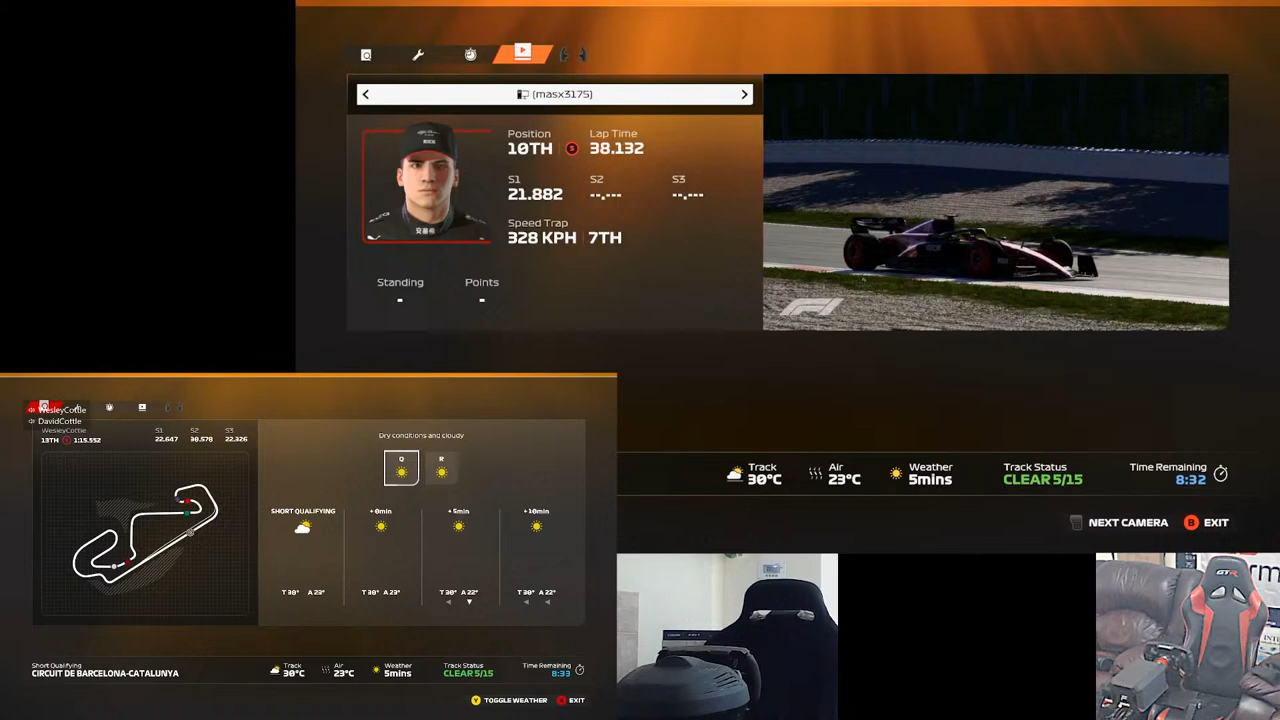 (masx3175)
Position
10TH S
Lap Time
38.132
S1 S2 S3
21.882 --.--- --.---
Speed Trap
328 KPH 7TH
Standing Points
- -
F1
Track
30°C
Air
23°C
Weather
5mins
Track Status
CLEAR 5/15
Time Remaining
8:32
NEXT CAMERA B EXIT
WesleyCottle
DavidCottle
WesleyCottle S1 S2 S3
13TH S 1:15.552 22.647 30.578 22.326
Dry conditions and cloudy
Q R
SHORT QUALIFYING + 0min + 5min + 10min
T 30° A 23° T 30° A 23° T 30° A 22° T 30° A 22°
Short Qualifying
CIRCUIT DE BARCELONA-CATALUNYA
Track
30°C
Air
23°C
Weather
5mins
Track Status
CLEAR 5/15
Time Remaining
8:33
Y TOGGLE WEATHER EXIT
GTR